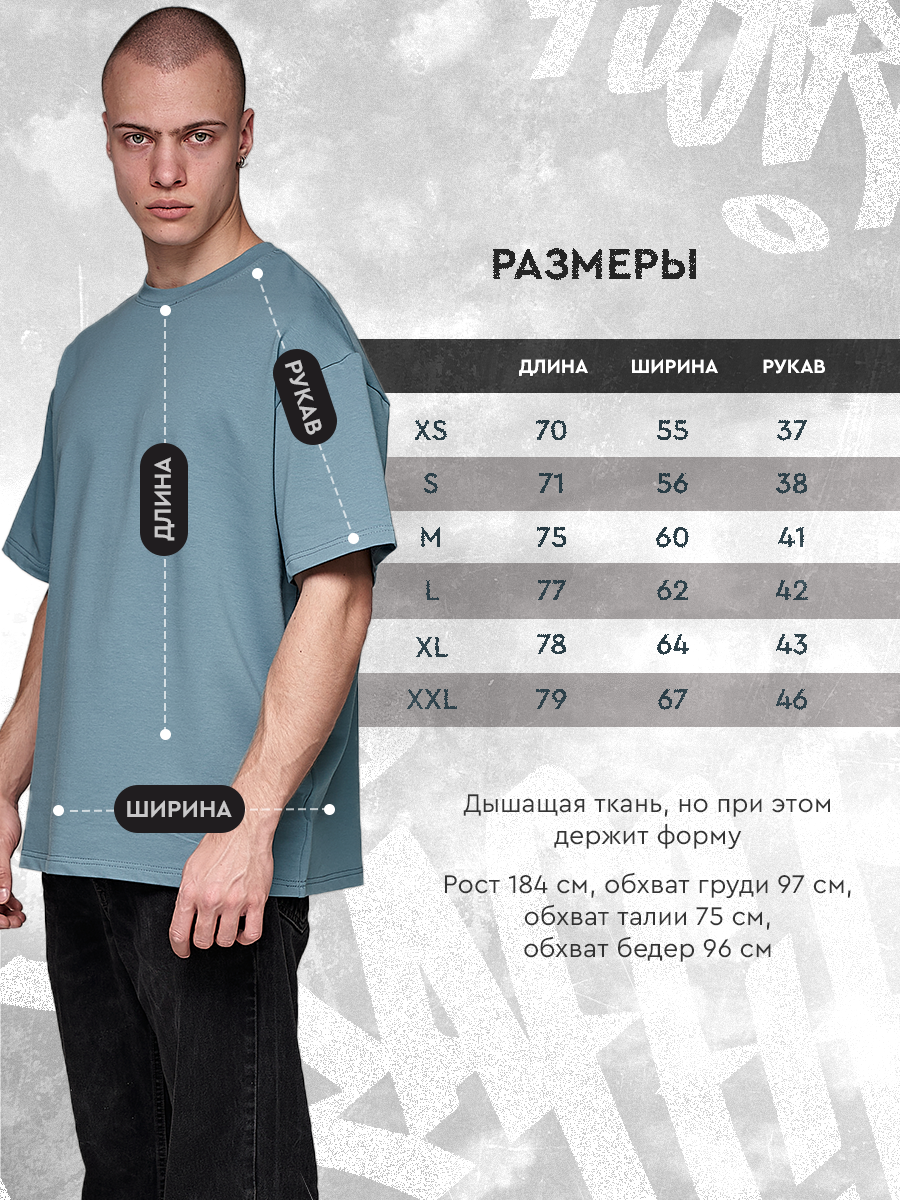 РАЗМЕРЫ
ДЛИНА ШИРИНА РУКАВ
XS 70 55 37
S 71 56 38
M 75 60 41
L 77 62 42
XL 78 64 43
XXL 79 67 46
РУКАВ
ДЛИНА
ШИРИНА
Дышащая ткань, но при этом
держит форму
Рост 184 см, обхват груди 97 см,
обхват талии 75 см,
обхват бедер 96 см